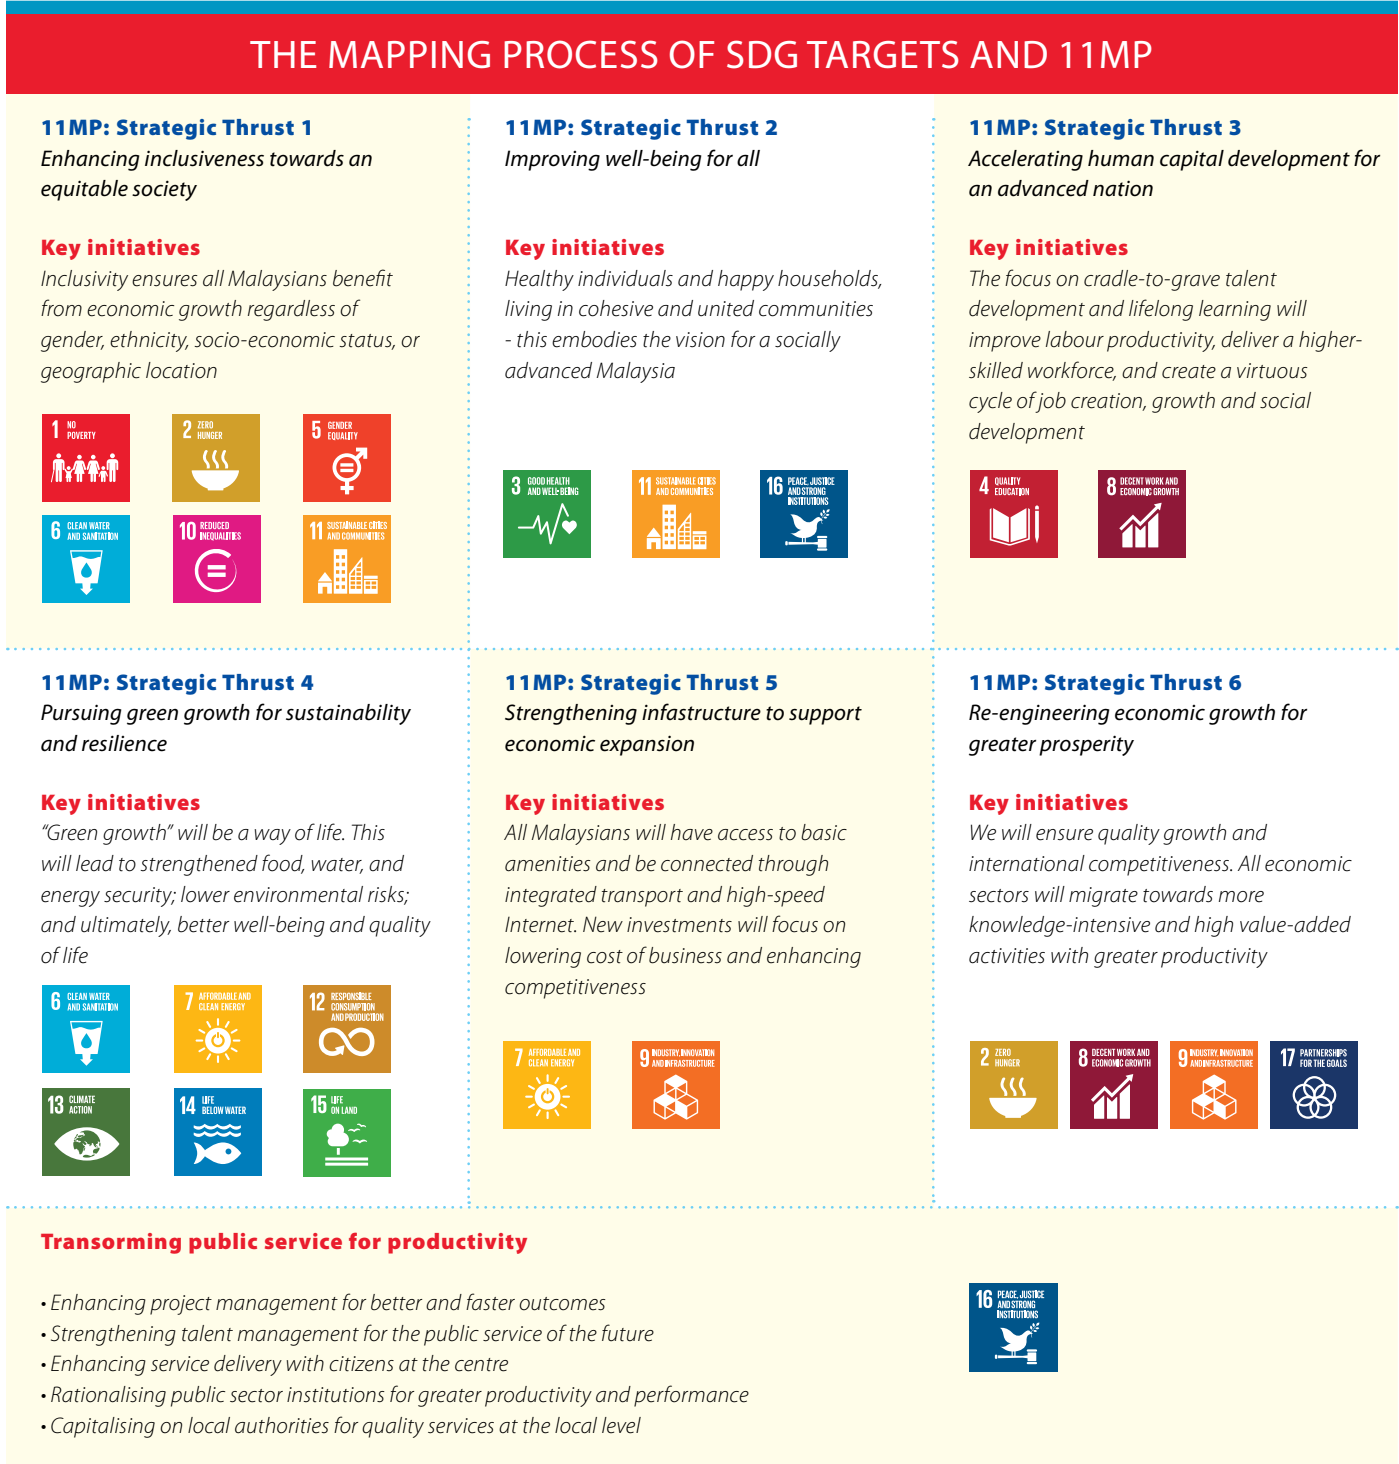 THE MAPPING PROCESS OF SDG TARGETS AND 11MP
11MP: Strategic Thrust 1
Enhancing inclusiveness towards an
equitable society
Key initiatives
Inclusivity ensures all Malaysians benefit
from economic growth regardless of
gender, ethnicity, socio-economic status, or
geographic location
1 NO
POVERTY
2 ZERO
HUNGER
5 GENDER
EQUALITY
6 CLEAN WATER
AND SANITATION
10 REDUCED
INEQUALITIES
11 SUSTAINABLE CITIES
AND COMMUNITIES
11MP: Strategic Thrust 2
Improving well-being for all
Key initiatives
Healthy individuals and happy households,
living in cohesive and united communities
- this embodies the vision for a socially
advanced Malaysia
3 GOOD HEALTH
AND WELL-BEING
11 SUSTAINABLE CITIES
AND COMMUNITIES
16 PEACE, JUSTICE
AND STRONG
INSTITUTIONS
11MP: Strategic Thrust 3
Accelerating human capital development for
an advanced nation
Key initiatives
The focus on cradle-to-grave talent
development and lifelong learning will
improve labour productivity, deliver a higher-
skilled workforce, and create a virtuous
cycle of job creation, growth and social
development
4 QUALITY
EDUCATION
8 DECENT WORK AND
ECONOMIC GROWTH
11MP: Strategic Thrust 4
Pursuing green growth for sustainability
and resilience
Key initiatives
“Green growth” will be a way of life. This
will lead to strengthened food, water, and
energy security; lower environmental risks;
and ultimately, better well-being and quality
of life
6 CLEAN WATER
AND SANITATION
7 AFFORDABLE AND
CLEAN ENERGY
12 RESPONSIBLE
CONSUMPTION
AND PRODUCTION
13 CLIMATE
ACTION
14 LIFE
BELOW WATER
15 LIFE
ON LAND
11MP: Strategic Thrust 5
Strengthening infastructure to support
economic expansion
Key initiatives
All Malaysians will have access to basic
amenities and be connected through
integrated transport and high-speed
Internet. New investments will focus on
lowering cost of business and enhancing
competitiveness
7 AFFORDABLE AND
CLEAN ENERGY
9 INDUSTRY, INNOVATION
AND INFRASTRUCTURE
11MP: Strategic Thrust 6
Re-engineering economic growth for
greater prosperity
Key initiatives
We will ensure quality growth and
international competitiveness. All economic
sectors will migrate towards more
knowledge-intensive and high value-added
activities with greater productivity
2 ZERO
HUNGER
8 DECENT WORK AND
ECONOMIC GROWTH
9 INDUSTRY, INNOVATION
AND INFRASTRUCTURE
17 PARTNERSHIPS
FOR THE GOALS
Transorming public service for productivity
• Enhancing project management for better and faster outcomes
• Strengthening talent management for the public service of the future
• Enhancing service delivery with citizens at the centre
• Rationalising public sector institutions for greater productivity and performance
• Capitalising on local authorities for quality services at the local level
16 PEACE, JUSTICE
AND STRONG
INSTITUTIONS